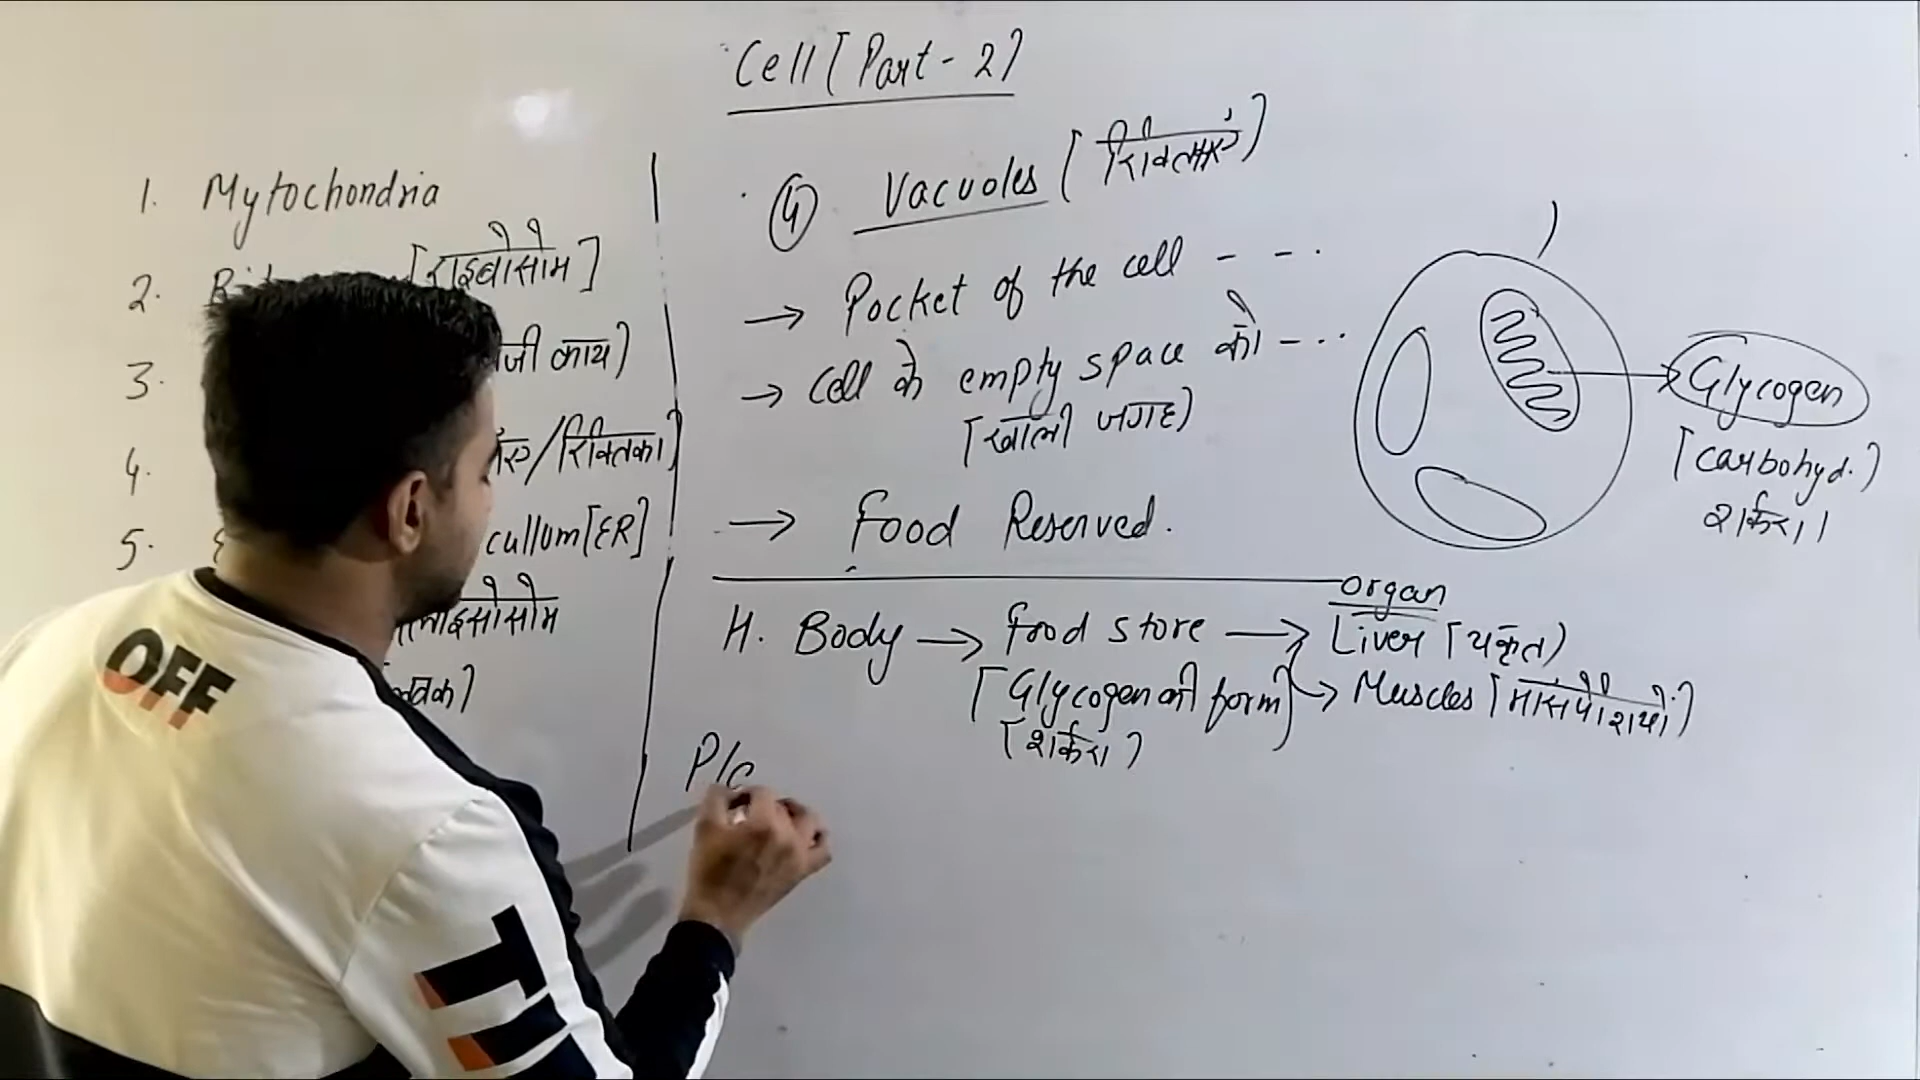 Cell [Part-2]
1. Mytochondria
2. [राइबोसोम]
3. जी काय)
4. /रिक्तिका]
5. cullum [ER]
लाइसोसोम
④ Vacuoles [रिक्तिकाएं]
→ Pocket of the cell - - .
→ Cell के empty space को - . .
[खाली जगह)
→ Food Reserved.
Glycogen
[carbohyd.)
शर्करा।
H. Body → food store → Organ
Liver [यकृत)
[Glycogen की form] → Muscles [मांसपेशियों)
[शर्करा)
Pla
OFF